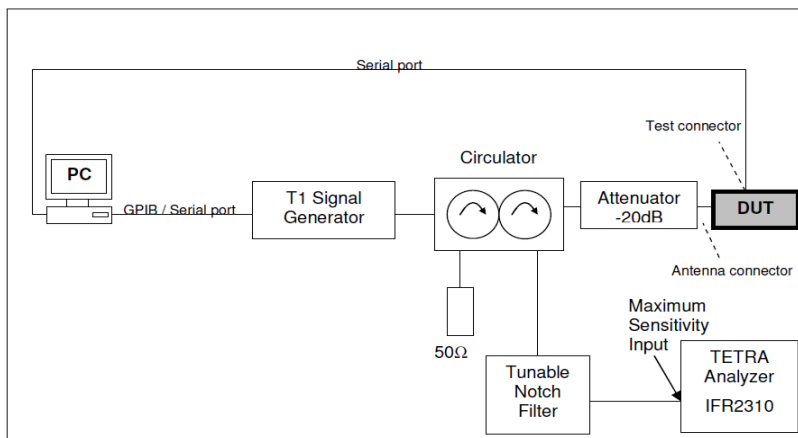 Serial port
Test connector
Circulator
PC
GPIB / Serial port
T1 Signal
Generator
Attenuator
-20dB
DUT
Antenna connector
50Ω
Maximum
Sensitivity
Input
Tunable
Notch
Filter
TETRA
Analyzer
IFR2310